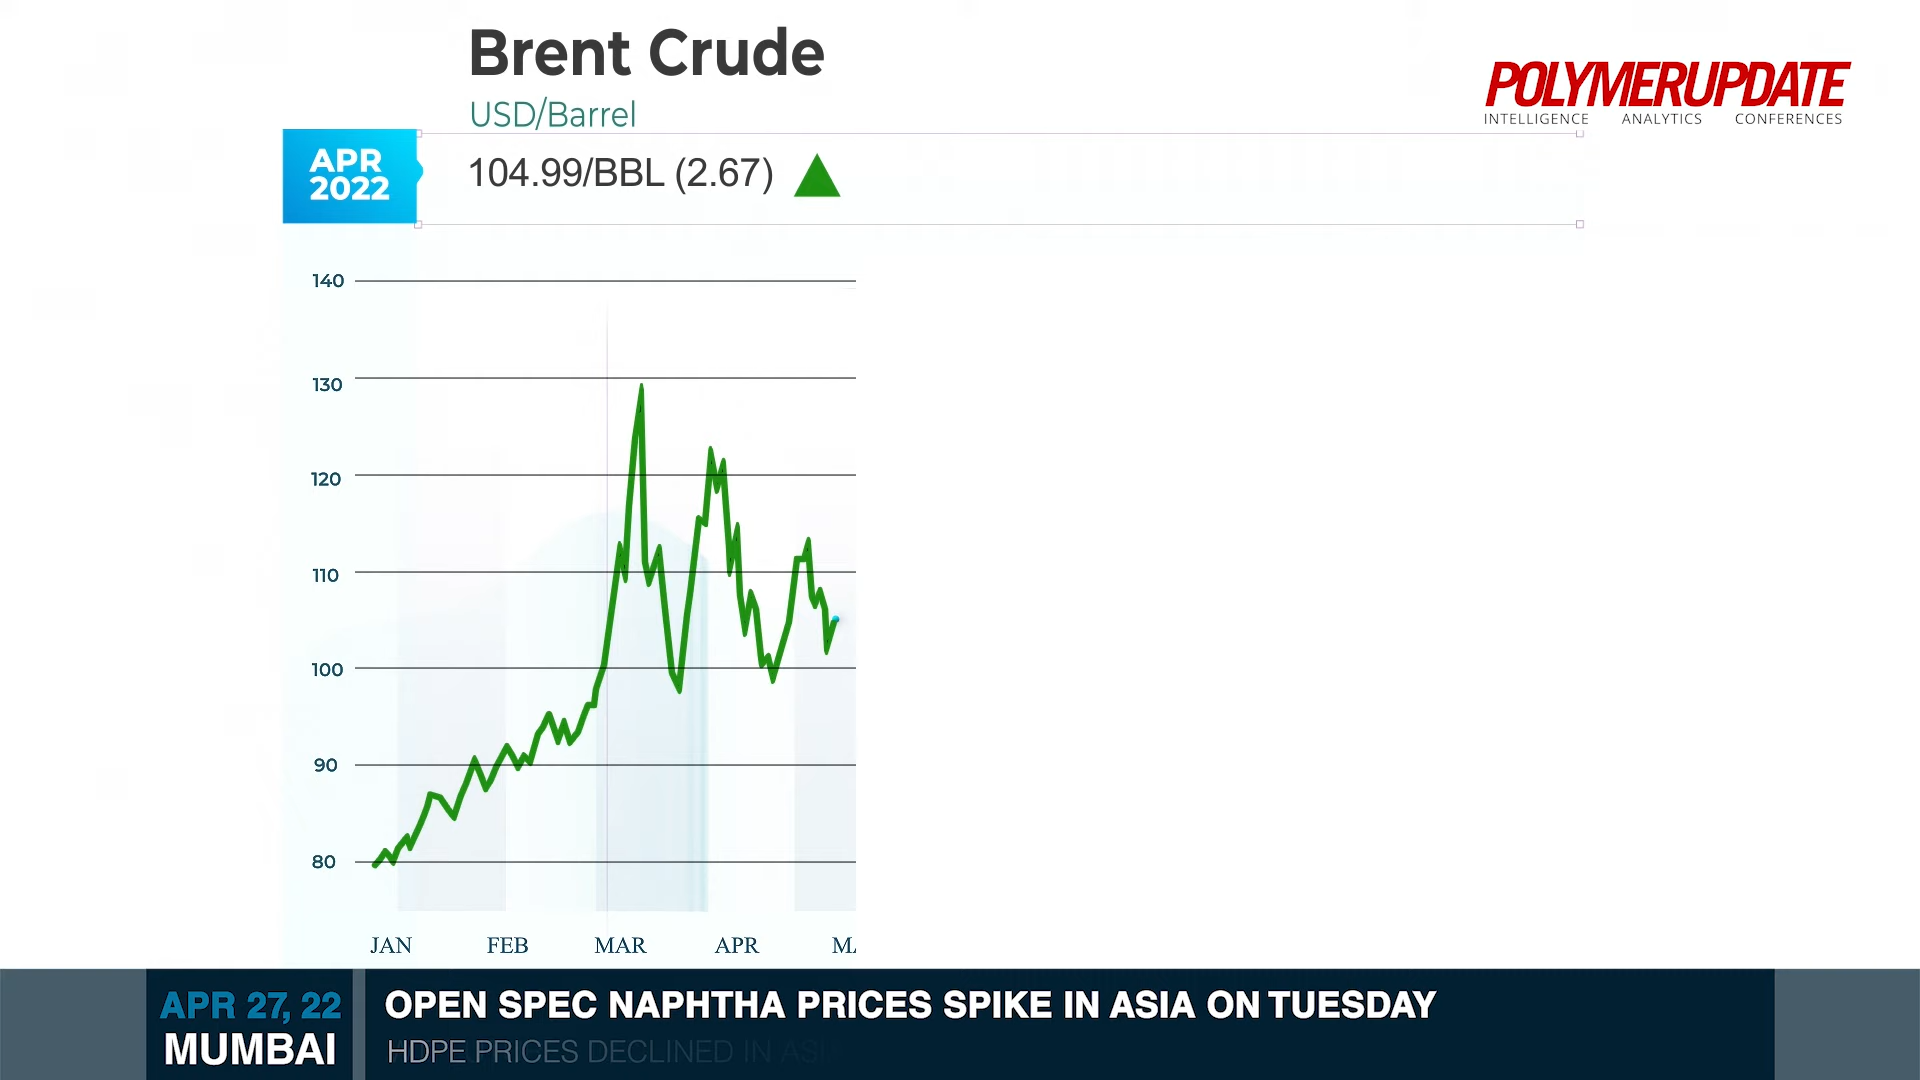 Brent Crude
USD/Barrel
POLYMERUPDATE
INTELLIGENCE ANALYTICS CONFERENCES
APR
2022
104.99/BBL (2.67)
140
130
120
110
100
90
80
JAN FEB MAR APR
APR 27, 22
MUMBAI
OPEN SPEC NAPHTHA PRICES SPIKE IN ASIA ON TUESDAY
HDPE PRICES DECLINED IN